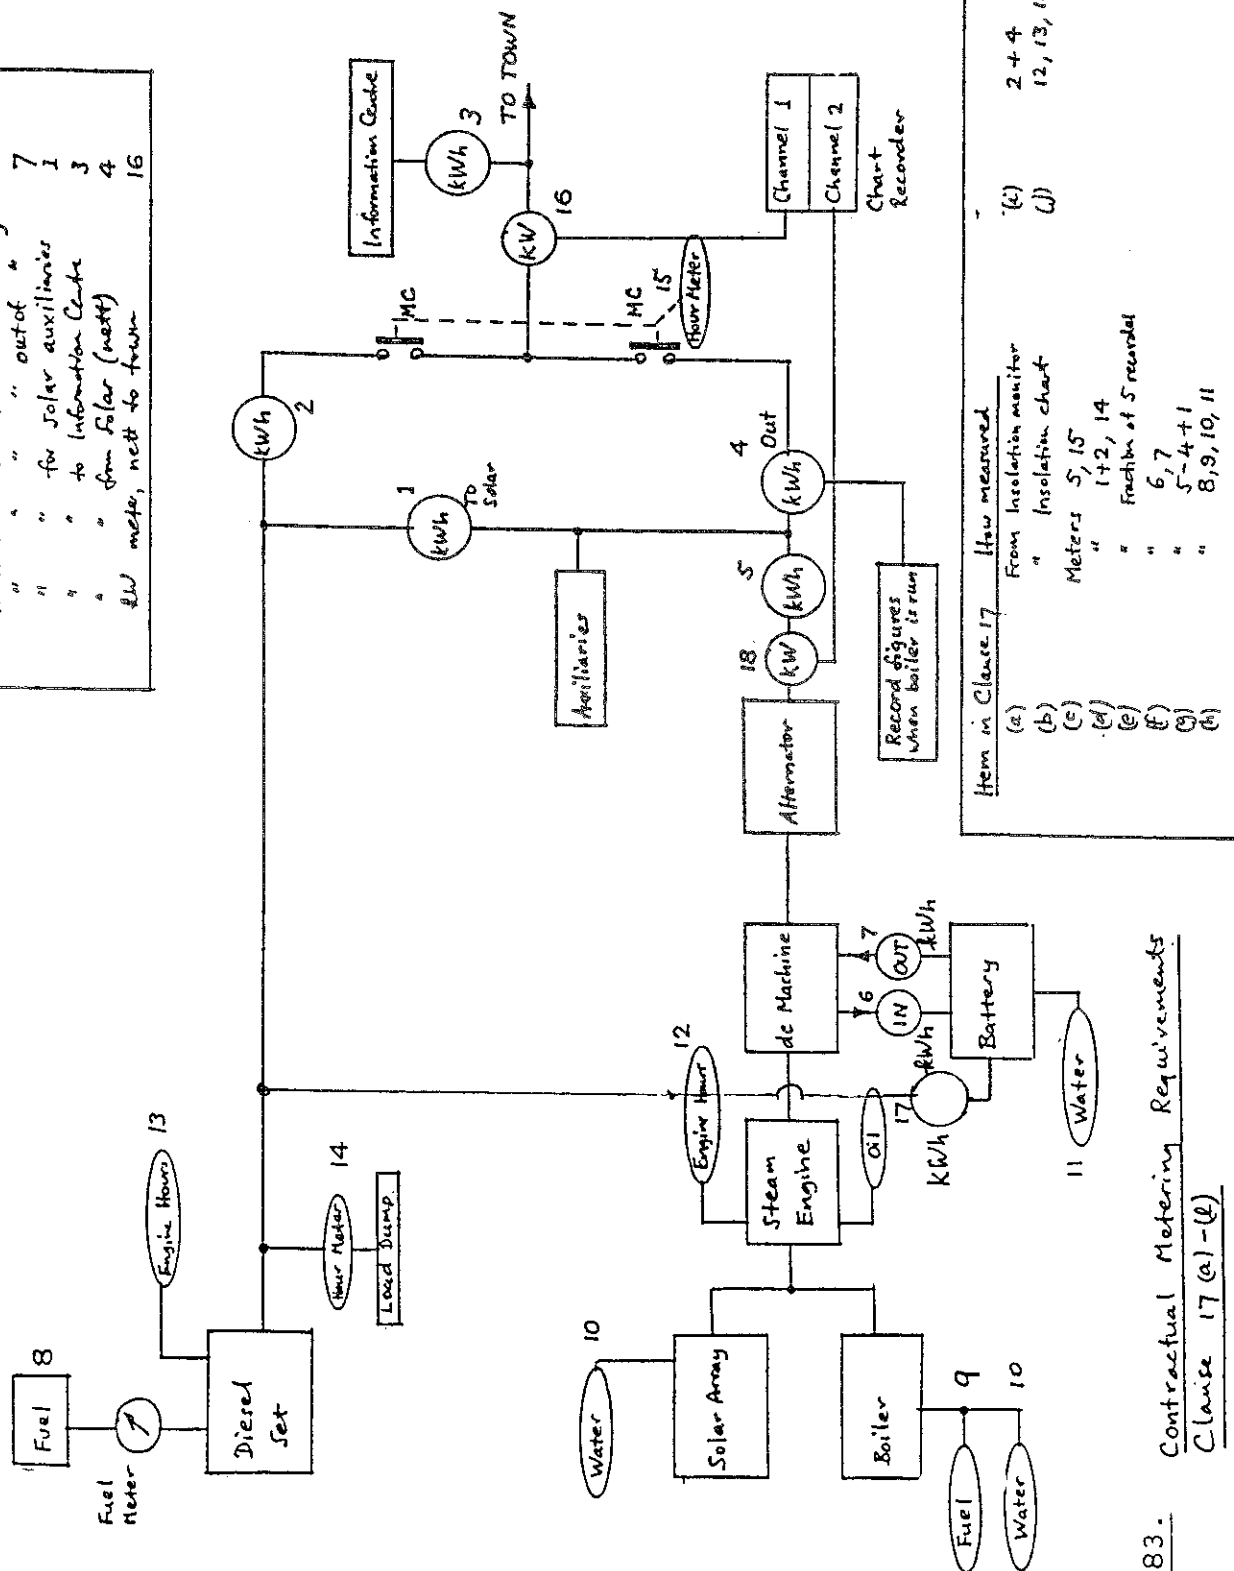 " " " " out of " 7
" " for solar auxiliaries 1
" " to Information Centre 3
" " from Solar (nett) 4
kW meter, nett to town 16
Information Centre
kWh
3
TO TOWN
kW
16
Channel 1
Channel 2
Chart
Recorder
MC
MC
15
Hour Meter
kWh
2
kWh
1
To
Solar
4
Out
kWh
5
kWh
18
kW
Auxiliaries
Record figures
when boiler is run
Alternator
dc Machine
6
7
IN
OUT
kWh
kWh
Battery
Water
11
17
KWh
12
Engine Hours
Steam
Engine
Oil
13
Engine Hours
14
Hour Meter
Load Dump
8
Fuel
Fuel
Meter
Diesel
Set
10
Water
Solar Array
Boiler
9
Fuel
10
Water
Item in Clause 17 How measured
(a) From Insolation monitor
(b) " Insolation chart
(c) Meters 5, 15
(d) " 1+2, 14
(e) " Fraction of 5 recorded
(f) " 6, 7
(g) " 5-4+1
(h) " 8, 9, 10, 11
(i) 2+4
(j) 12, 13,
83. Contractual Metering Requirements
Clause 17 (a)-(l)